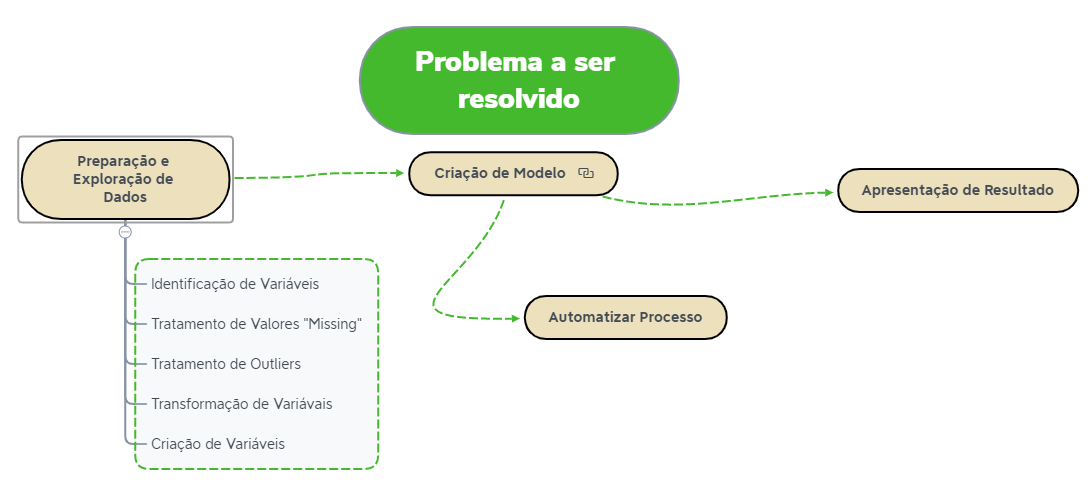 Problema a ser
resolvido
Preparação e
Exploração de
Dados
Criação de Modelo
Apresentação de Resultado
Identificação de Variáveis
Tratamento de Valores "Missing"
Tratamento de Outliers
Transformação de Variávais
Criação de Variáveis
Automatizar Processo